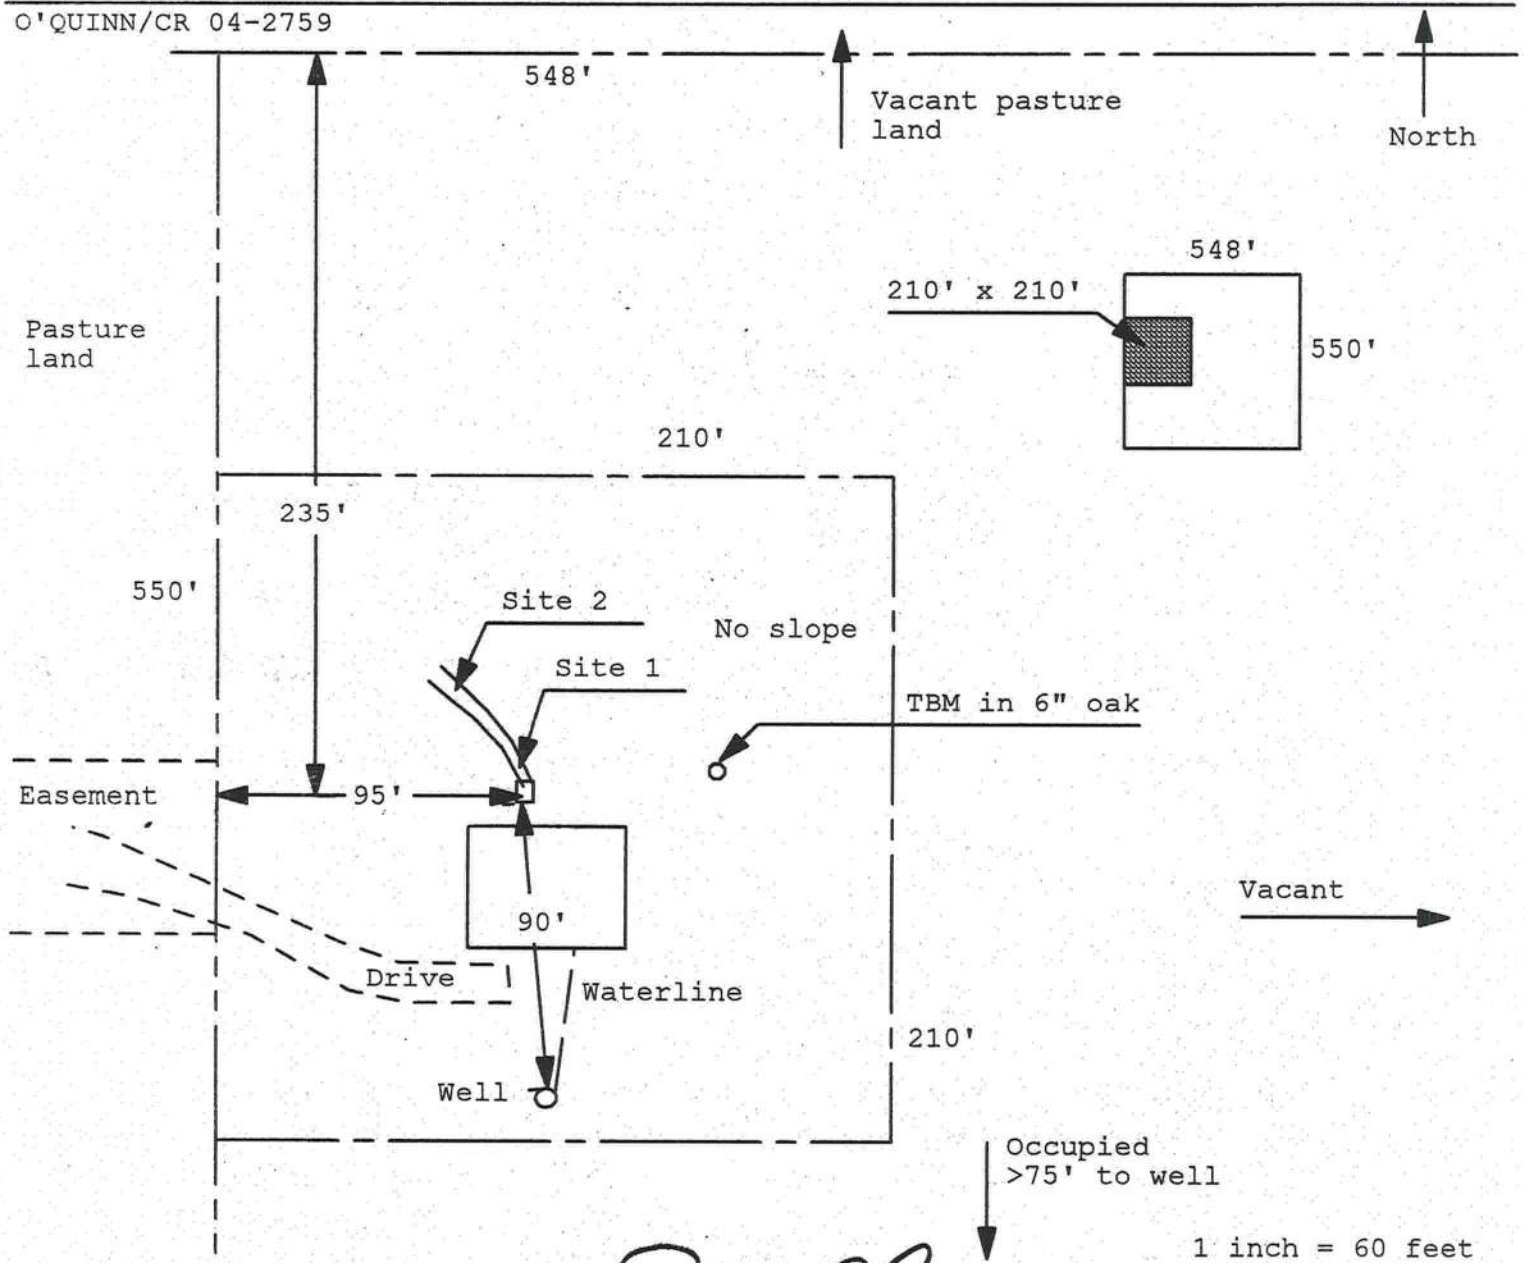 O'QUINN/CR 04-2759
548'
Vacant pasture
land
North
548'
210' x 210'
550'
Pasture
land
210'
235'
550'
Site 2
No slope
Site 1
TBM in 6" oak
Easement
95'
Vacant
90'
Drive
Waterline
210'
Well
Occupied
>75' to well
1 inch = 60 feet